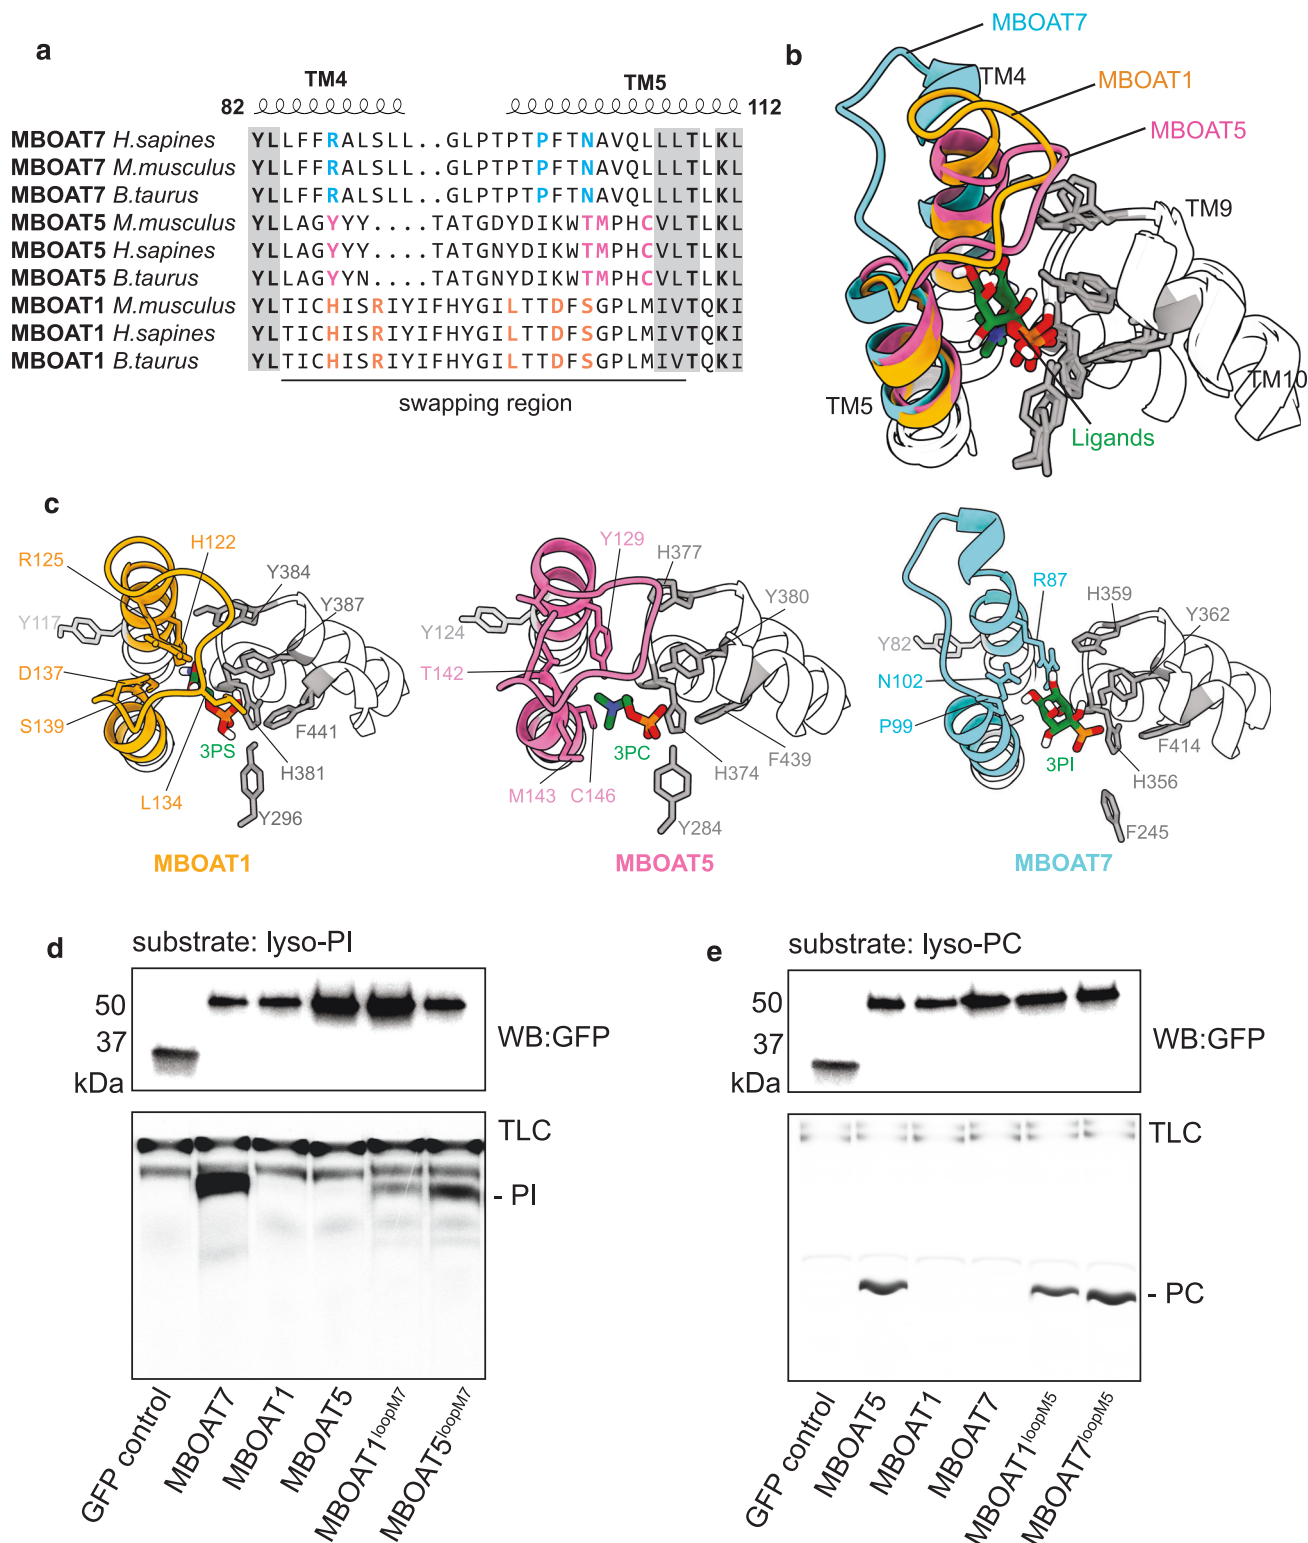 a
TM4 TM5
82 112
MBOAT7 H.sapines YLLFFRALSLL..GLPTPTPFTNAVQLLLTLKL
MBOAT7 M.musculus YLLFFRALSLL..GLPTPTPFTNAVQLLLTLKL
MBOAT7 B.taurus YLLFFRALSLL..GLPTPTPFTNAVQLLLTLKL
MBOAT5 M.musculus YLLAGYYY....TATGDYDIKWTMPHCVLTLKL
MBOAT5 H.sapines YLLAGYYY....TATGNYDIKWTMPHCVLTLKL
MBOAT5 B.taurus YLLAGYYN....TATGNYDIKWTMPHCVLTLKL
MBOAT1 M.musculus YLTICHISRIYIFHYGILTTDFSGPLMIVTQKI
MBOAT1 H.sapines YLTICHISRIYIFHYGILTTDFSGPLMIVTQKI
MBOAT1 B.taurus YLTICHISRIYIFHYGILTTDFSGPLMIVTQKI
swapping region
b
MBOAT7
TM4
MBOAT1
MBOAT5
TM9
TM5
TM10
Ligands
c
R125
H122
Y384
Y117
Y387
D137
S139
3PS
F441
H381
L134
Y296
MBOAT1
Y129
H377
Y124
Y380
T142
3PC
F439
H374
M143
C146
Y284
MBOAT5
R87
H359
Y362
Y82
N102
P99
3PI
F414
H356
F245
MBOAT7
d
substrate: lyso-PI
50
37
kDa
WB:GFP
TLC
- PI
GFP control
MBOAT7
MBOAT1
MBOAT5
MBOAT1loopM7
MBOAT5loopM7
e
substrate: lyso-PC
50
37
kDa
WB:GFP
TLC
- PC
GFP control
MBOAT5
MBOAT1
MBOAT7
MBOAT1loopM5
MBOAT7loopM5